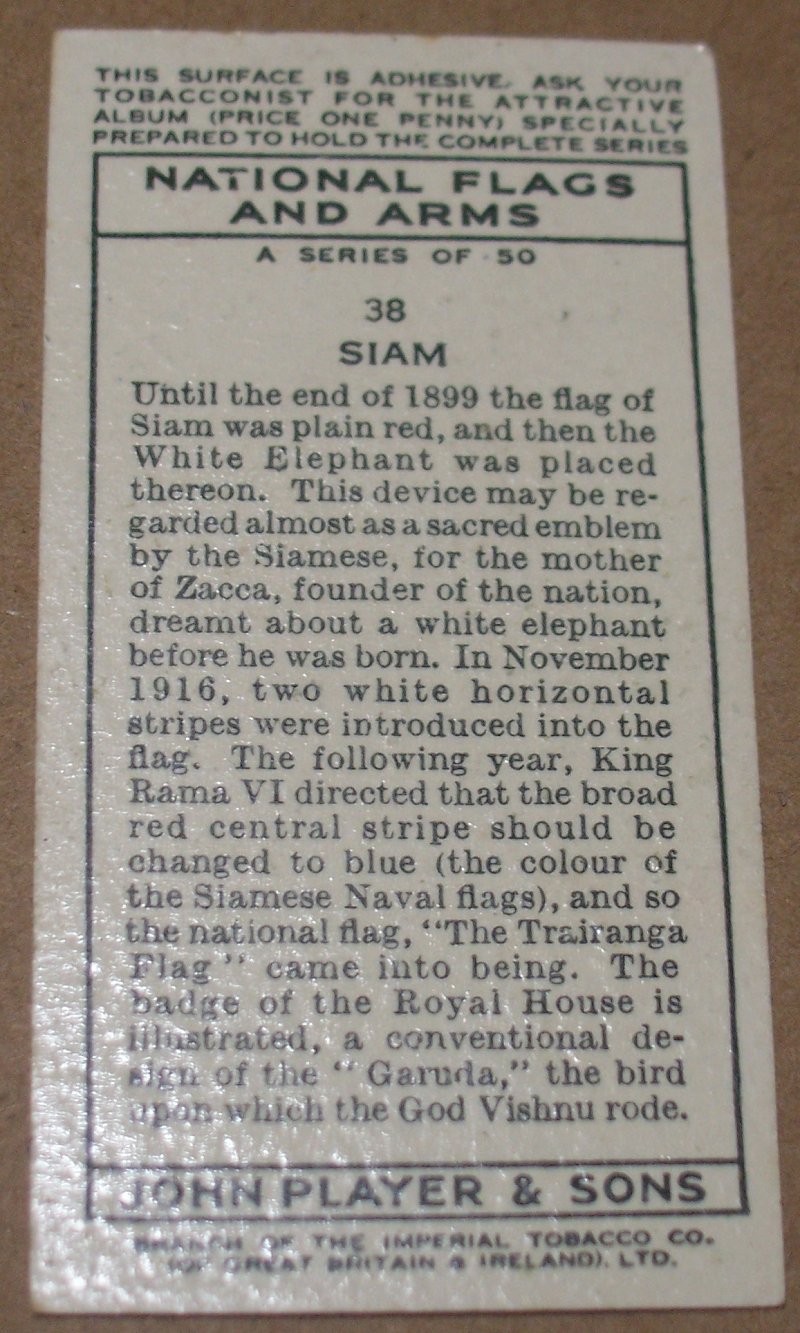 THIS SURFACE IS ADHESIVE. ASK YOUR
TOBACCONIST FOR THE ATTRACTIVE
ALBUM (PRICE ONE PENNY) SPECIALLY
PREPARED TO HOLD THE COMPLETE SERIES
NATIONAL FLAGS
AND ARMS
A SERIES OF 50
38
SIAM
Until the end of 1899 the flag of
Siam was plain red, and then the
White Elephant was placed
thereon. This device may be re-
garded almost as a sacred emblem
by the Siamese, for the mother
of Zacca, founder of the nation,
dreamt about a white elephant
before he was born. In November
1916, two white horizontal
stripes were introduced into the
flag. The following year, King
Rama VI directed that the broad
red central stripe should be
changed to blue (the colour of
the Siamese Naval flags), and so
the national flag, "The Trairanga
Flag" came into being. The
badge of the Royal House is
illustrated, a conventional de-
sign of the "Garuda," the bird
upon which the God Vishnu rode.
JOHN PLAYER & SONS
BRANCH OF THE IMPERIAL TOBACCO CO.
(OF GREAT BRITAIN & IRELAND), LTD.